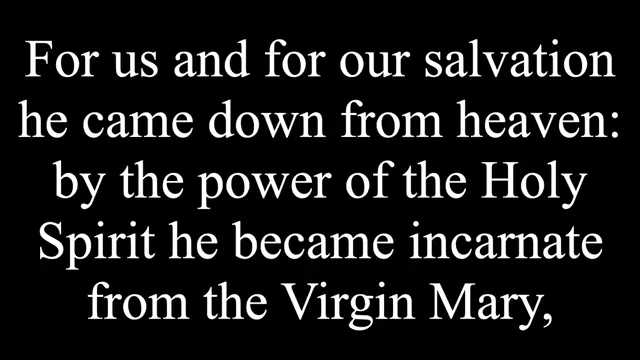 For us and for our salvation
he came down from heaven:
by the power of the Holy
Spirit he became incarnate
from the Virgin Mary,